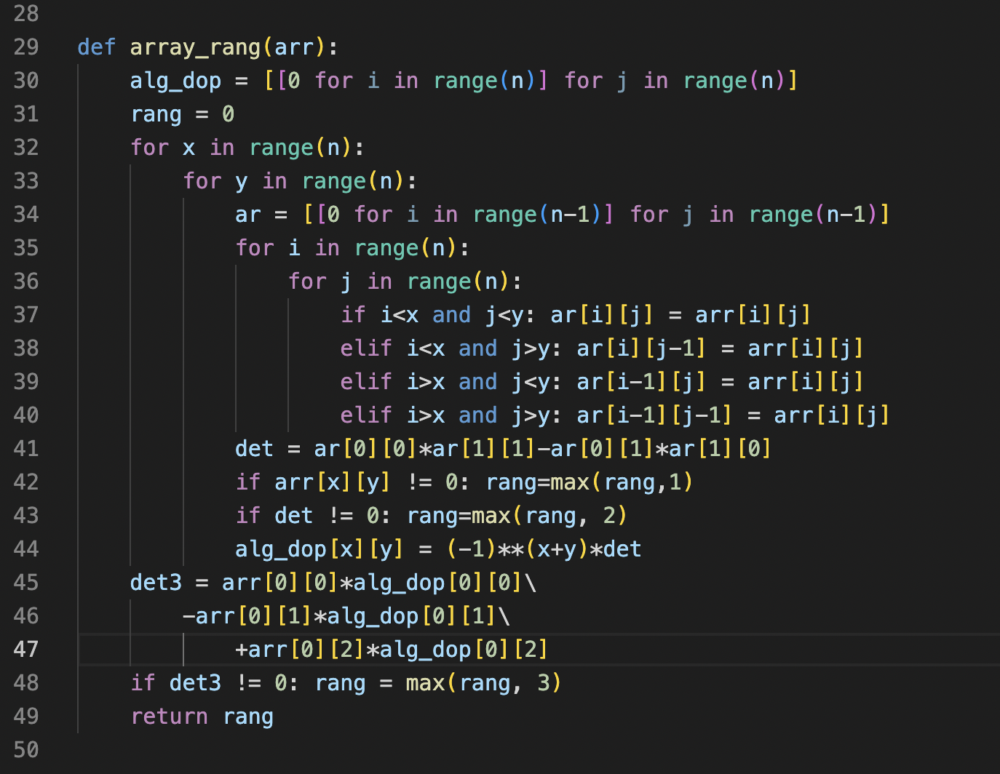 28
29 def array_rang(arr):
30     alg_dop = [[0 for i in range(n)] for j in range(n)]
31     rang = 0
32     for x in range(n):
33         for y in range(n):
34             ar = [[0 for i in range(n-1)] for j in range(n-1)]
35             for i in range(n):
36                 for j in range(n):
37                     if i<x and j<y: ar[i][j] = arr[i][j]
38                     elif i<x and j>y: ar[i][j-1] = arr[i][j]
39                     elif i>x and j<y: ar[i-1][j] = arr[i][j]
40                     elif i>x and j>y: ar[i-1][j-1] = arr[i][j]
41             det = ar[0][0]*ar[1][1]-ar[0][1]*ar[1][0]
42             if arr[x][y] != 0: rang=max(rang,1)
43             if det != 0: rang=max(rang, 2)
44             alg_dop[x][y] = (-1)**(x+y)*det
45     det3 = arr[0][0]*alg_dop[0][0]\
46         -arr[0][1]*alg_dop[0][1]\
47             +arr[0][2]*alg_dop[0][2]
48     if det3 != 0: rang = max(rang, 3)
49     return rang
50